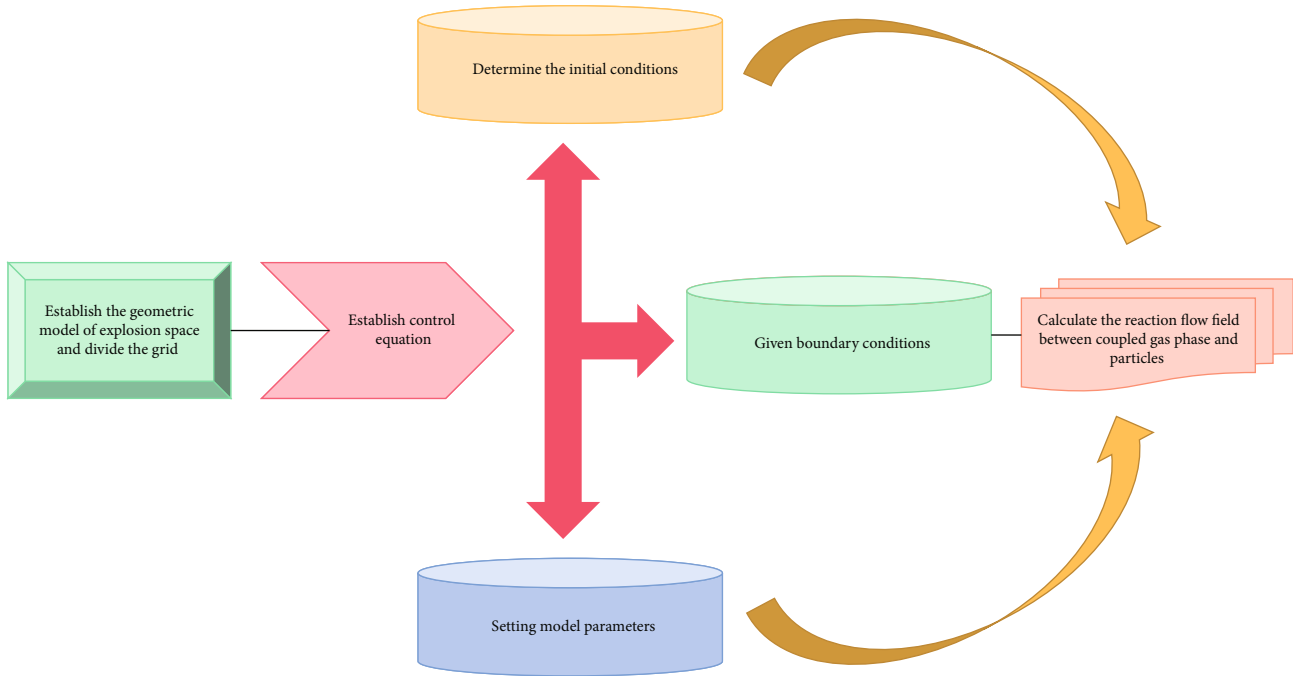 Determine the initial conditions
Establish the geometric
model of explosion space
and divide the grid
Establish control
equation
Given boundary conditions
Calculate the reaction flow field
between coupled gas phase and
particles
Setting model parameters